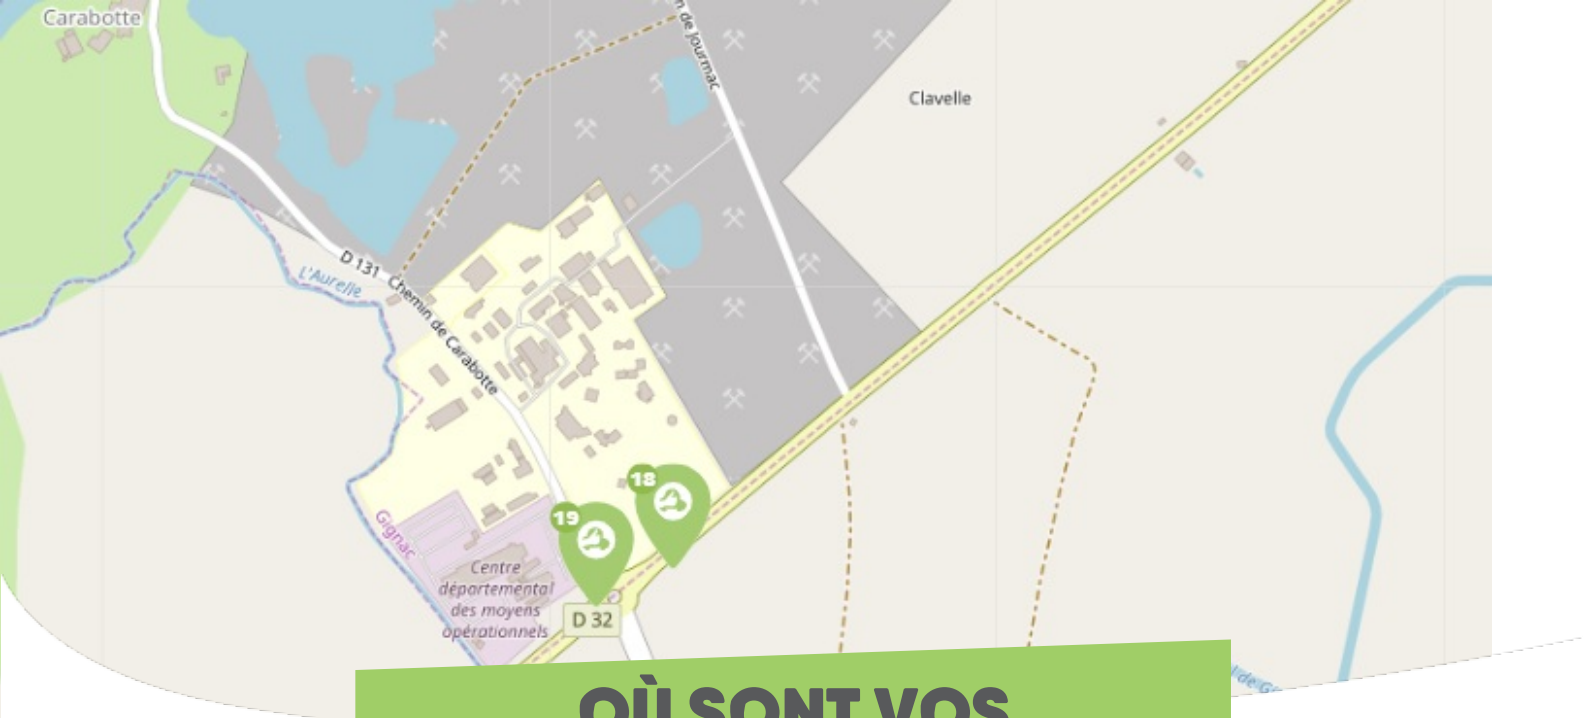 Carabotte
n de Journac
Clavelle
D 131
Chemin de Carabotte
L'Aurelle
18
19
Gignac
Centre
départemental
des moyens
opérationnels
D 32
OÙ SONT VOS